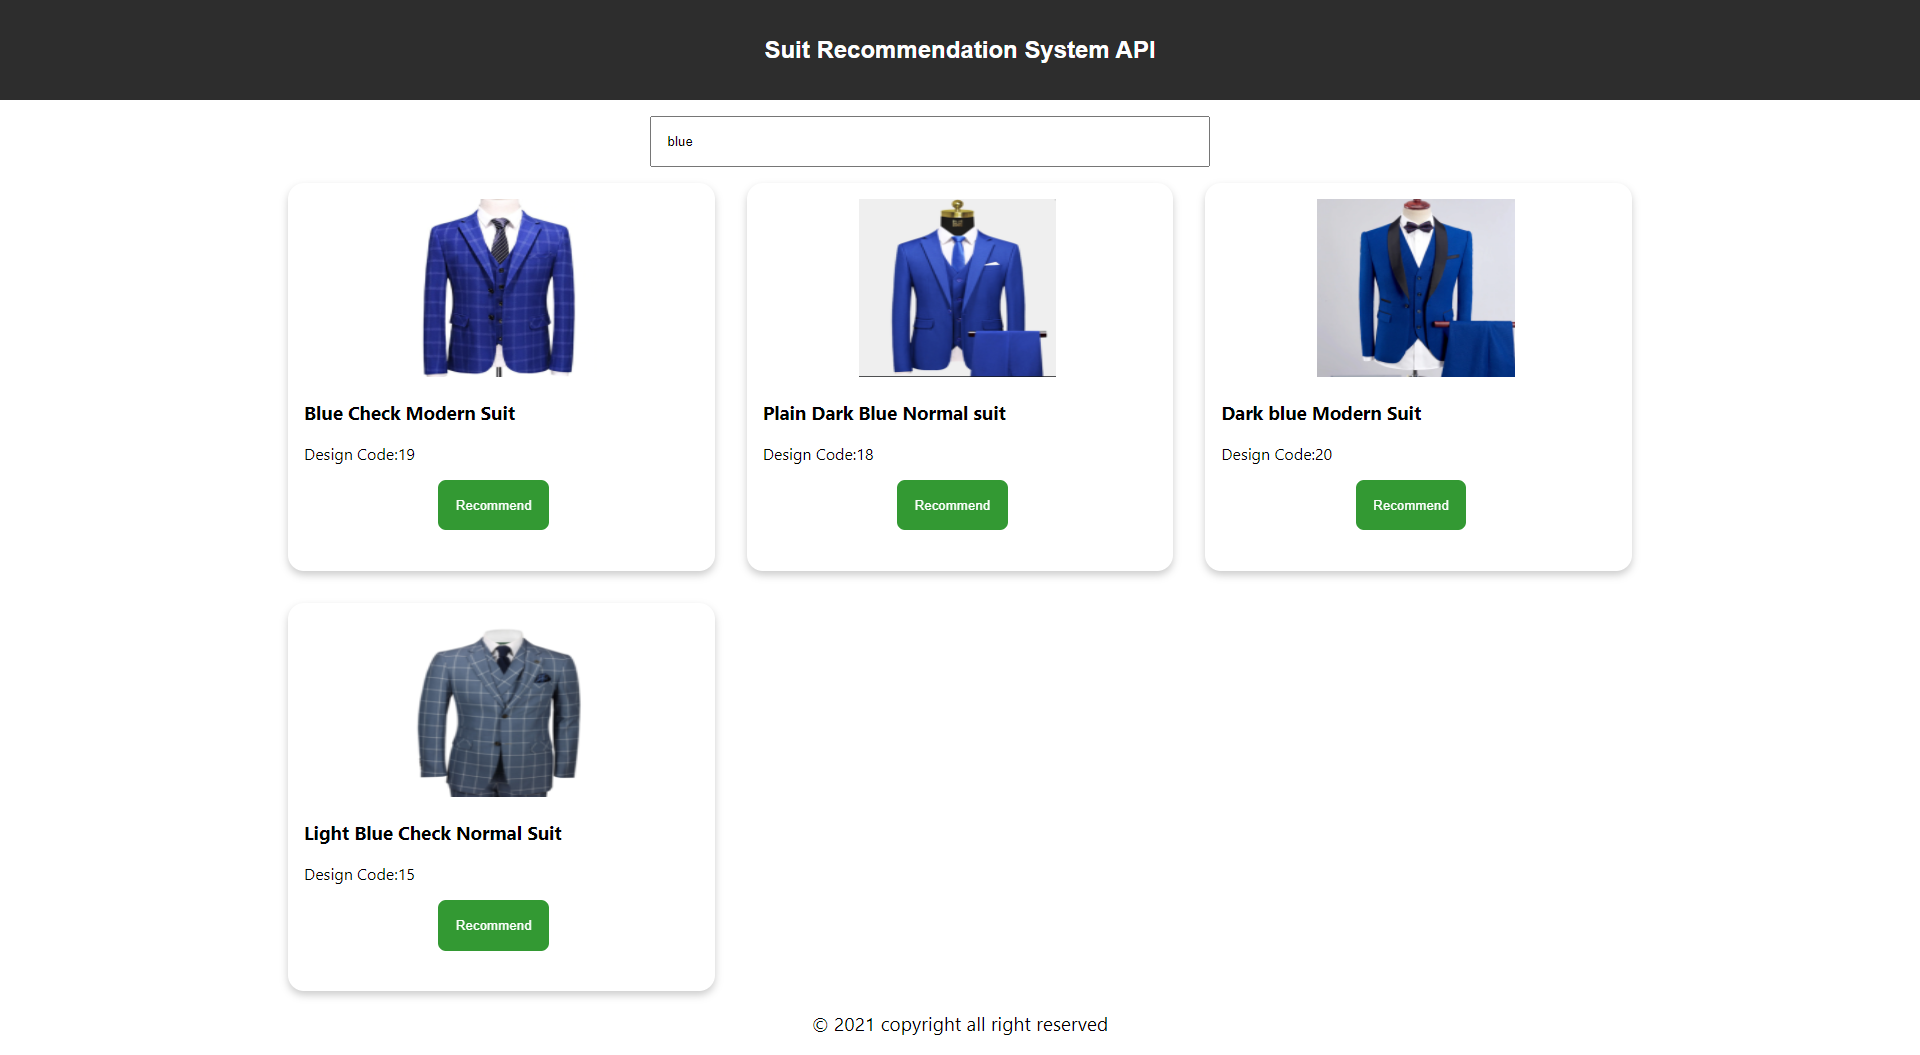 Suit Recommendation System API
blue
Blue Check Modern Suit
Design Code:19
Recommend
Plain Dark Blue Normal suit
Design Code:18
Recommend
Dark blue Modern Suit
Design Code:20
Recommend
Light Blue Check Normal Suit
Design Code:15
Recommend
© 2021 copyright all right reserved